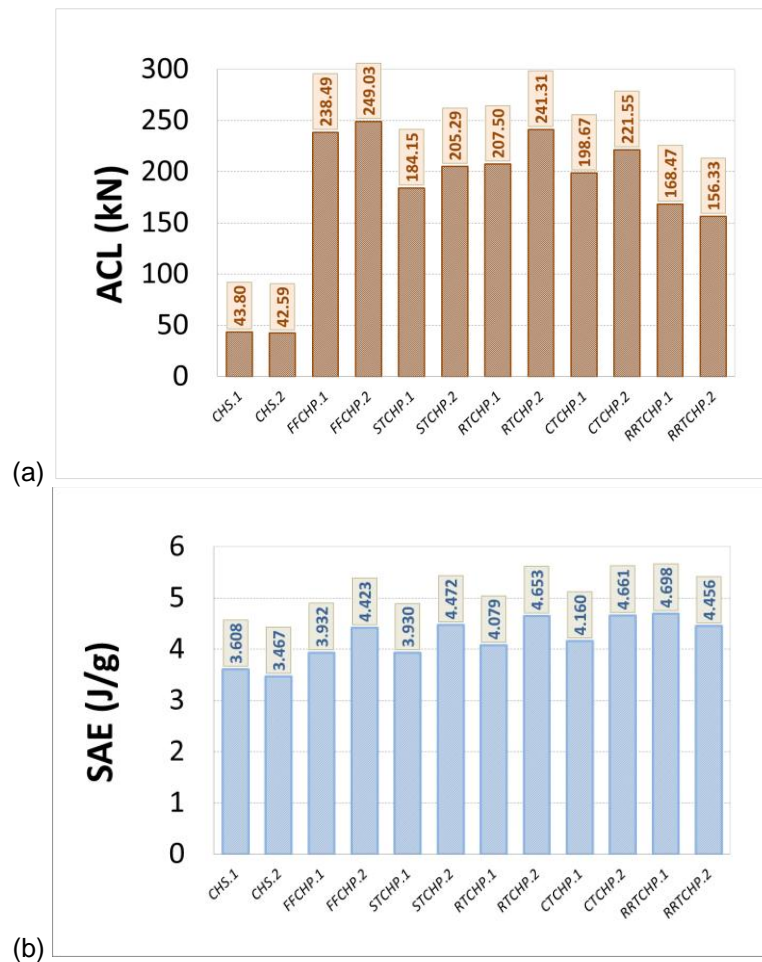 ACL (kN)
300
250
200
150
100
50
0
43.80
42.59
238.49
249.03
184.15
205.29
207.50
241.31
198.67
221.55
168.47
156.33
CHS.1
CHS.2
FFCHP.1
FFCHP.2
STCHP.1
STCHP.2
RTCHP.1
RTCHP.2
CTCHP.1
CTCHP.2
RRTCHP.1
RRTCHP.2
(a)
SAE (J/g)
6
5
4
3
2
1
0
3.608
3.467
3.932
4.423
3.930
4.472
4.079
4.653
4.160
4.661
4.698
4.456
CHS.1
CHS.2
FFCHP.1
FFCHP.2
STCHP.1
STCHP.2
RTCHP.1
RTCHP.2
CTCHP.1
CTCHP.2
RRTCHP.1
RRTCHP.2
(b)